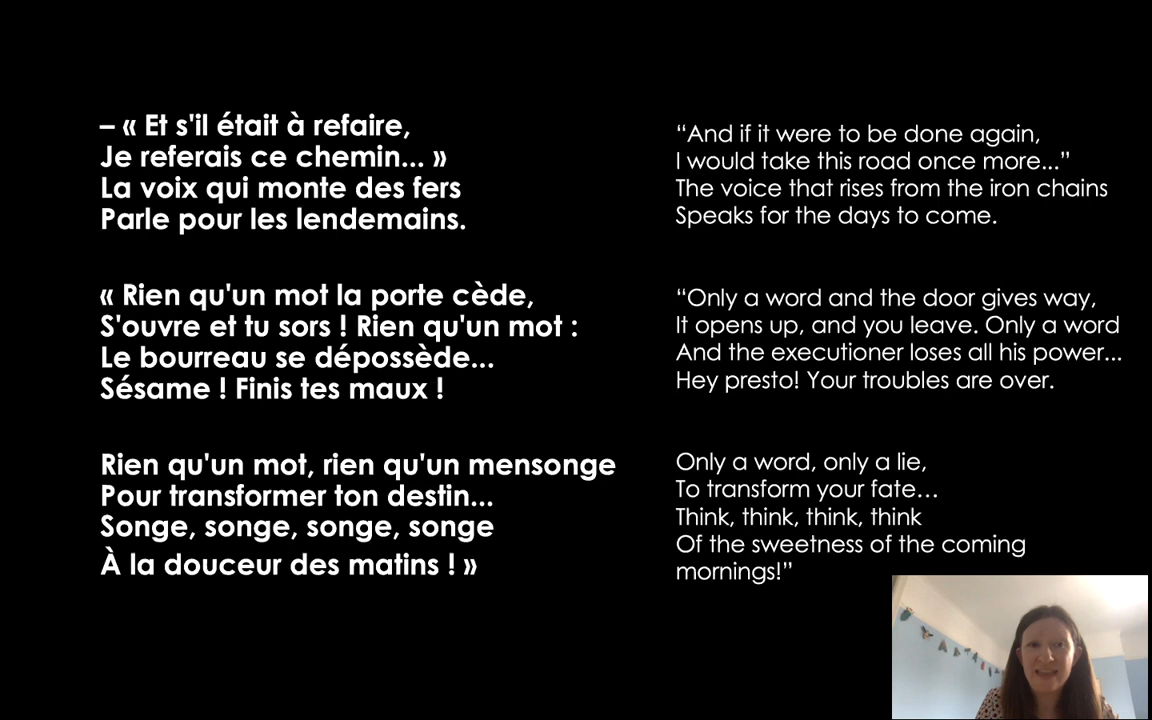 – « Et s'il était à refaire,
Je referais ce chemin... »
La voix qui monte des fers
Parle pour les lendemains.
« Rien qu'un mot la porte cède,
S'ouvre et tu sors ! Rien qu'un mot :
Le bourreau se dépossède...
Sésame ! Finis tes maux !
Rien qu'un mot, rien qu'un mensonge
Pour transformer ton destin...
Songe, songe, songe, songe
À la douceur des matins ! »
“And if it were to be done again,
I would take this road once more...”
The voice that rises from the iron chains
Speaks for the days to come.
“Only a word and the door gives way,
It opens up, and you leave. Only a word
And the executioner loses all his power...
Hey presto! Your troubles are over.
Only a word, only a lie,
To transform your fate…
Think, think, think, think
Of the sweetness of the coming
mornings!”